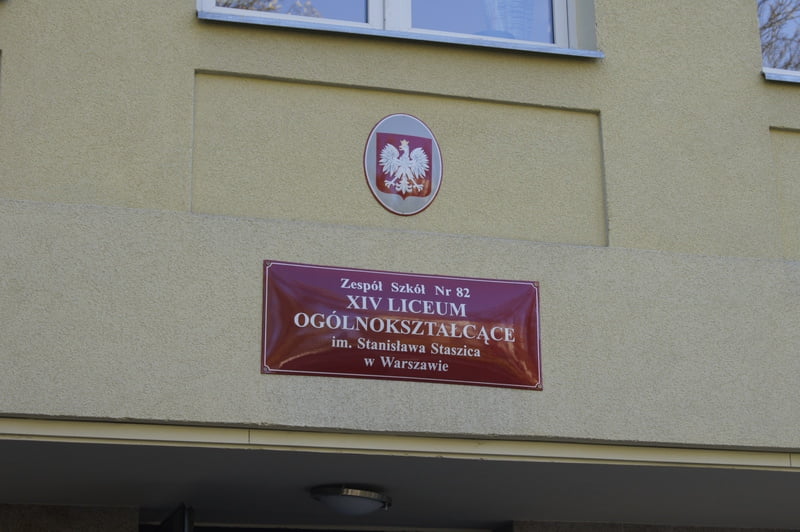 Zespół Szkół Nr 82
XIV LICEUM
OGÓLNOKSZTAŁCĄCE
im. Stanisława Staszica
w Warszawie